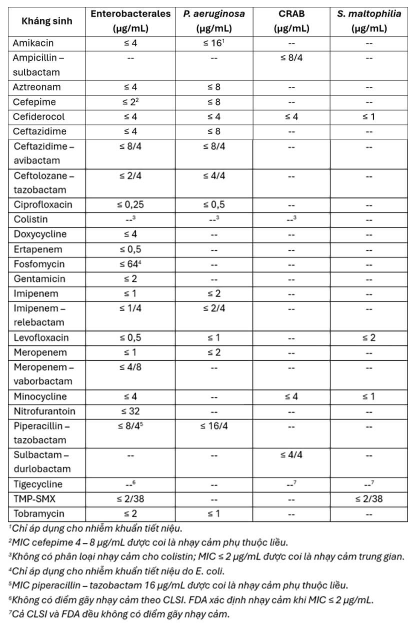 Kháng sinh | Enterobacterales (µg/mL) | P. aeruginosa (µg/mL) | CRAB (µg/mL) | S. maltophilia (µg/mL)
Amikacin | ≤ 4 | ≤ 16¹ | -- | --
Ampicillin – sulbactam | -- | -- | ≤ 8/4 | --
Aztreonam | ≤ 4 | ≤ 8 | -- | --
Cefepime | ≤ 2² | ≤ 8 | -- | --
Cefiderocol | ≤ 4 | ≤ 4 | ≤ 4 | ≤ 1
Ceftazidime | ≤ 4 | ≤ 8 | -- | --
Ceftazidime – avibactam | ≤ 8/4 | ≤ 8/4 | -- | --
Ceftolozane – tazobactam | ≤ 2/4 | ≤ 4/4 | -- | --
Ciprofloxacin | ≤ 0,25 | ≤ 0,5 | -- | --
Colistin | --³ | --³ | --³ |
Doxycycline | ≤ 4 | -- | -- | --
Ertapenem | ≤ 0,5 | -- | -- | --
Fosfomycin | ≤ 64⁴ | -- | -- | --
Gentamicin | ≤ 2 | -- | -- | --
Imipenem | ≤ 1 | ≤ 2 | -- | --
Imipenem – relebactam | ≤ 1/4 | ≤ 2/4 | -- | --
Levofloxacin | ≤ 0,5 | ≤ 1 | -- | ≤ 2
Meropenem | ≤ 1 | ≤ 2 | -- | --
Meropenem – vaborbactam | ≤ 4/8 | -- | -- | --
Minocycline | ≤ 4 | -- | ≤ 4 | ≤ 1
Nitrofurantoin | ≤ 32 | -- | -- | --
Piperacillin – tazobactam | ≤ 8/4⁵ | ≤ 16/4 | -- | --
Sulbactam – durlobactam | -- | -- | ≤ 4/4 | --
Tigecycline | --⁶ | -- | --⁷ | --⁷
TMP-SMX | ≤ 2/38 | -- | -- | ≤ 2/38
Tobramycin | ≤ 2 | ≤ 1 | -- | --
¹Chỉ áp dụng cho nhiễm khuẩn tiết niệu.
²MIC cefepime 4 – 8 µg/mL được coi là nhạy cảm phụ thuộc liều.
³Không có phân loại nhạy cảm cho colistin; MIC ≤ 2 µg/mL được coi là nhạy cảm trung gian.
⁴Chỉ áp dụng cho nhiễm khuẩn tiết niệu do E. coli.
⁵MIC piperacillin – tazobactam 16 µg/mL được coi là nhạy cảm phụ thuộc liều.
⁶Không có điểm gãy nhạy cảm theo CLSI. FDA xác định nhạy cảm khi MIC ≤ 2 µg/mL.
⁷Cả CLSI và FDA đều không có điểm gãy nhạy cảm.